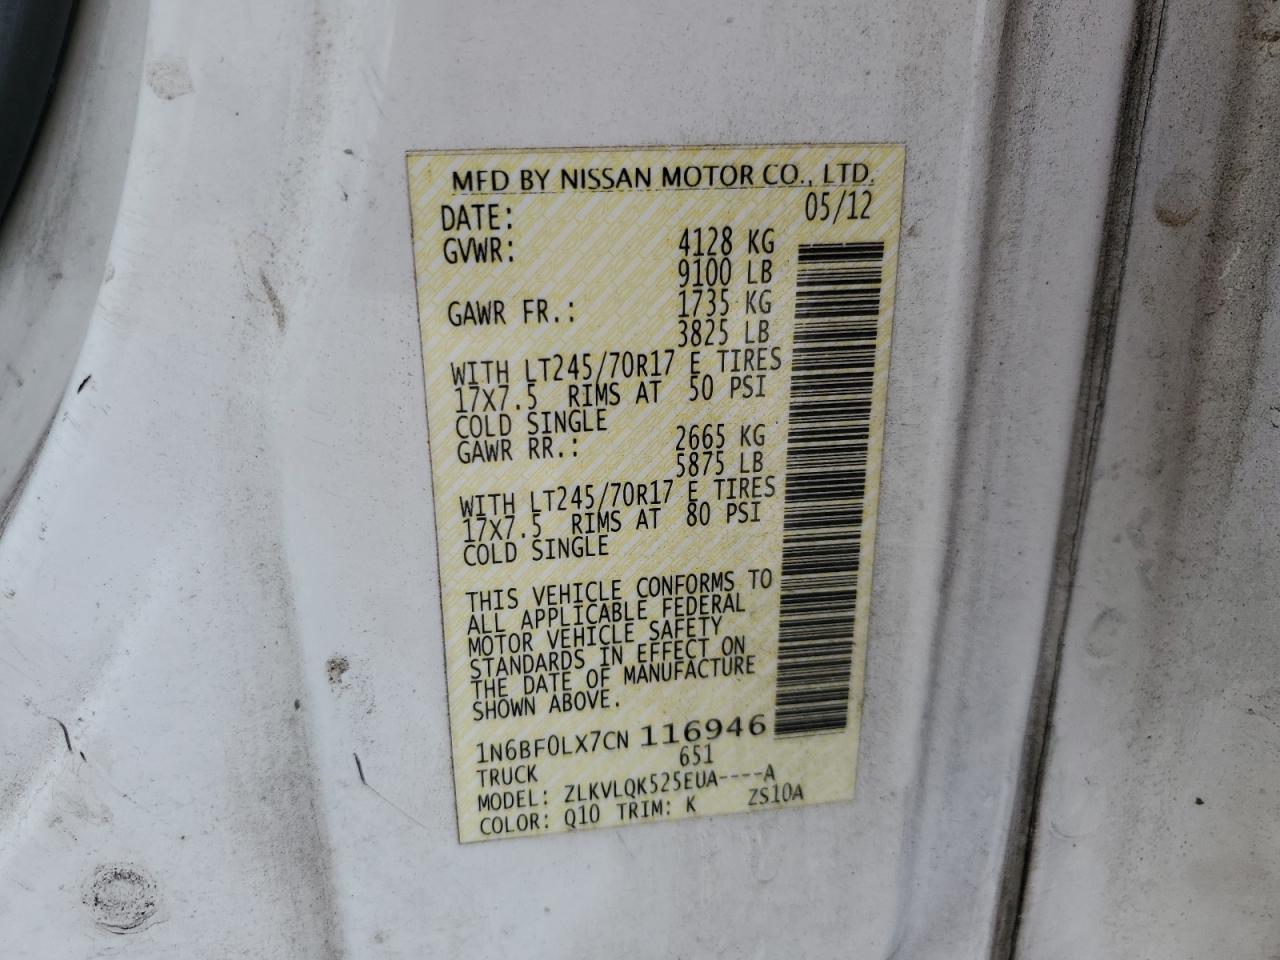 MFD BY NISSAN MOTOR CO., LTD.
DATE: 05/12
GVWR: 4128 KG
9100 LB
GAWR FR.: 1735 KG
3825 LB
WITH LT245/70R17 E TIRES
17X7.5 RIMS AT 50 PSI
COLD SINGLE
GAWR RR.: 2665 KG
5875 LB
WITH LT245/70R17 E TIRES
17X7.5 RIMS AT 80 PSI
COLD SINGLE
THIS VEHICLE CONFORMS TO
ALL APPLICABLE FEDERAL
MOTOR VEHICLE SAFETY
STANDARDS IN EFFECT ON
THE DATE OF MANUFACTURE
SHOWN ABOVE.
1N6BF0LX7CN 116946
TRUCK 651
MODEL: ZLKVLQK525EUA----A
COLOR: Q10 TRIM: K ZS10A